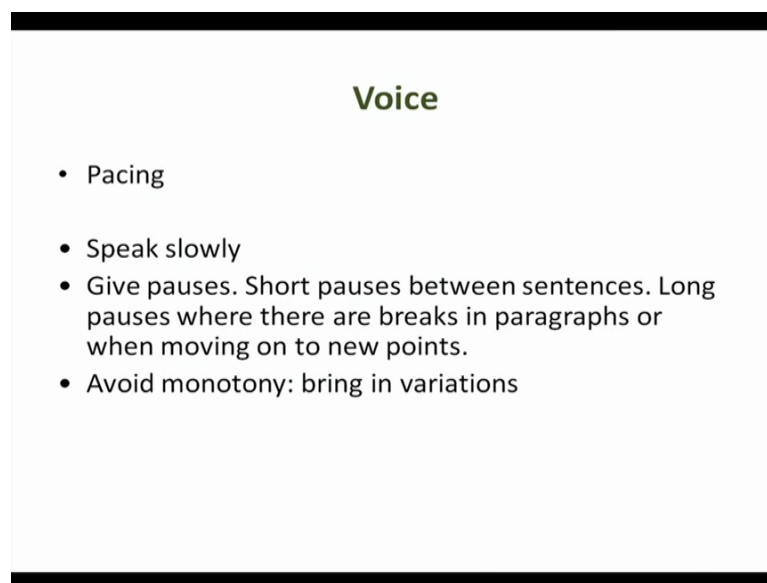 Voice
• Pacing
• Speak slowly
• Give pauses. Short pauses between sentences. Long
pauses where there are breaks in paragraphs or
when moving on to new points.
• Avoid monotony: bring in variations